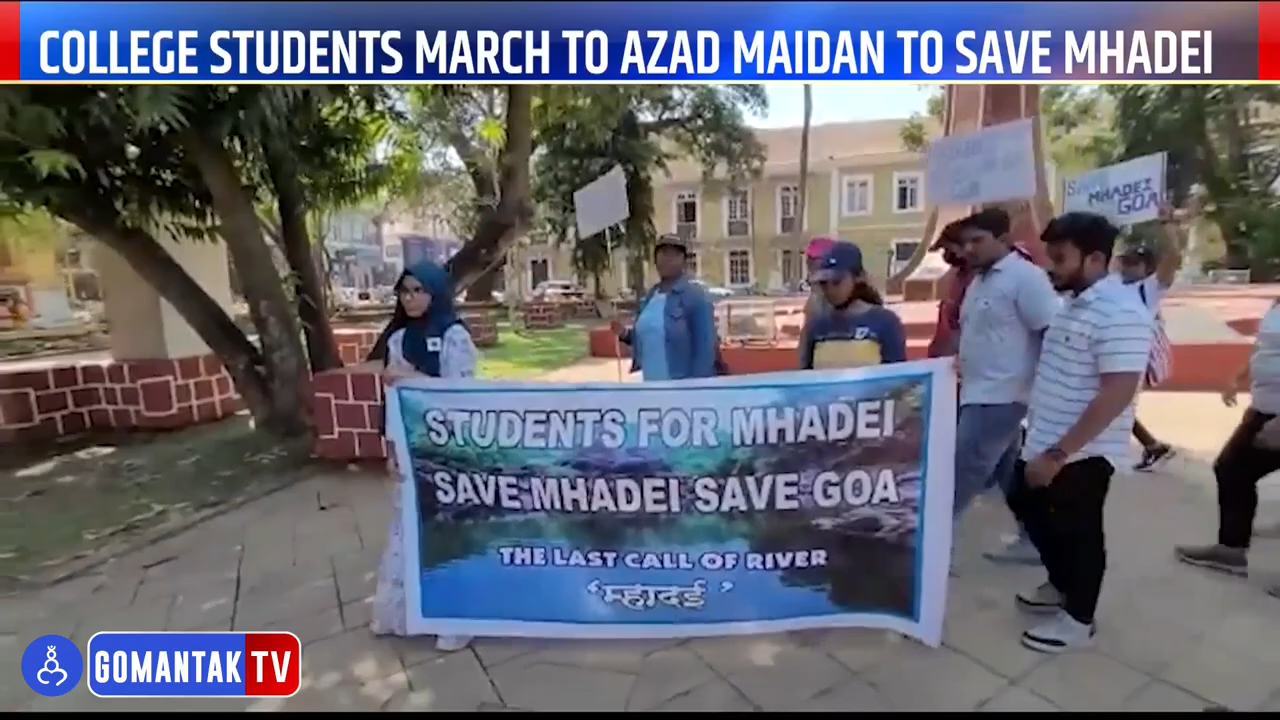 COLLEGE STUDENTS MARCH TO AZAD MAIDAN TO SAVE MHADEI
SAVE
MHADEI
GOA
STUDENTS FOR MHADEI
SAVE MHADEI SAVE GOA
THE LAST CALL OF RIVER
'म्हादई'
GOMANTAK TV